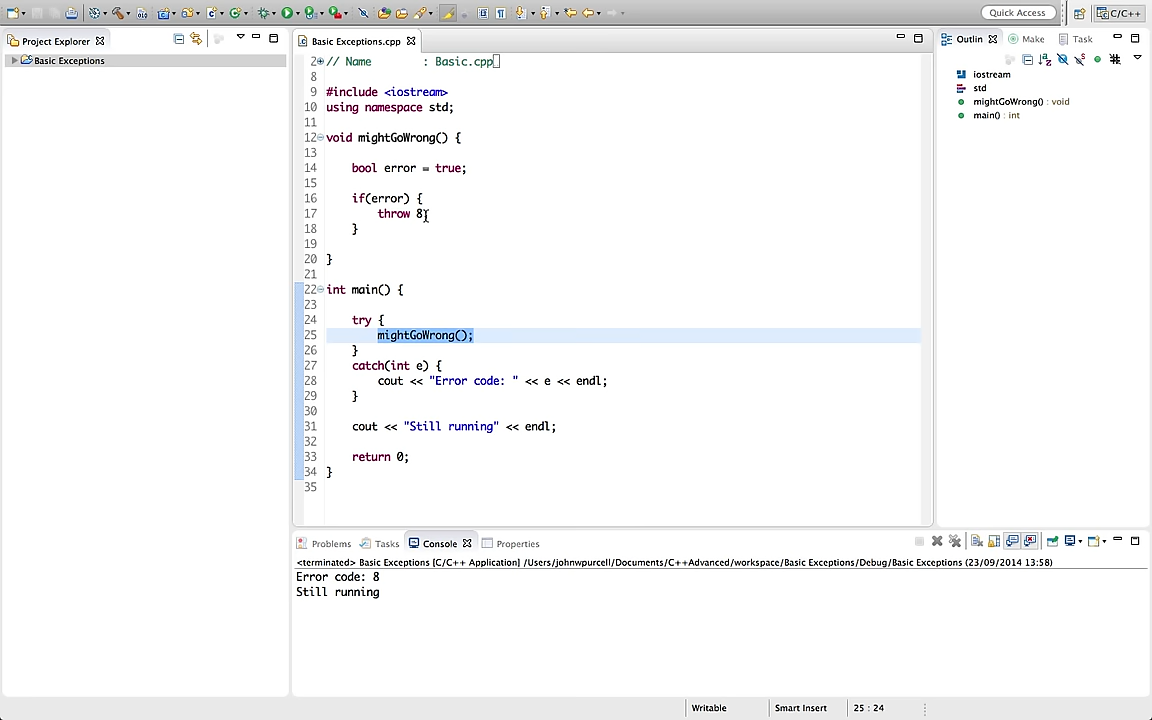 Quick Access
C/C++
Project Explorer
Basic Exceptions
Basic Exceptions.cpp
2 // Name        : Basic.cpp
8
9 #include <iostream>
10 using namespace std;
11
12 void mightGoWrong() {
13
14     bool error = true;
15
16     if(error) {
17         throw 8;
18     }
19
20 }
21
22 int main() {
23
24     try {
25         mightGoWrong();
26     }
27     catch(int e) {
28         cout << "Error code: " << e << endl;
29     }
30
31     cout << "Still running" << endl;
32
33     return 0;
34 }
35
Outlin
Make
Task
iostream
std
mightGoWrong() : void
main() : int
Problems
Tasks
Console
Properties
<terminated> Basic Exceptions [C/C++ Application] /Users/johnwpurcell/Documents/C++Advanced/workspace/Basic Exceptions/Debug/Basic Exceptions (23/09/2014 13:58)
Error code: 8
Still running
Writable
Smart Insert
25 : 24